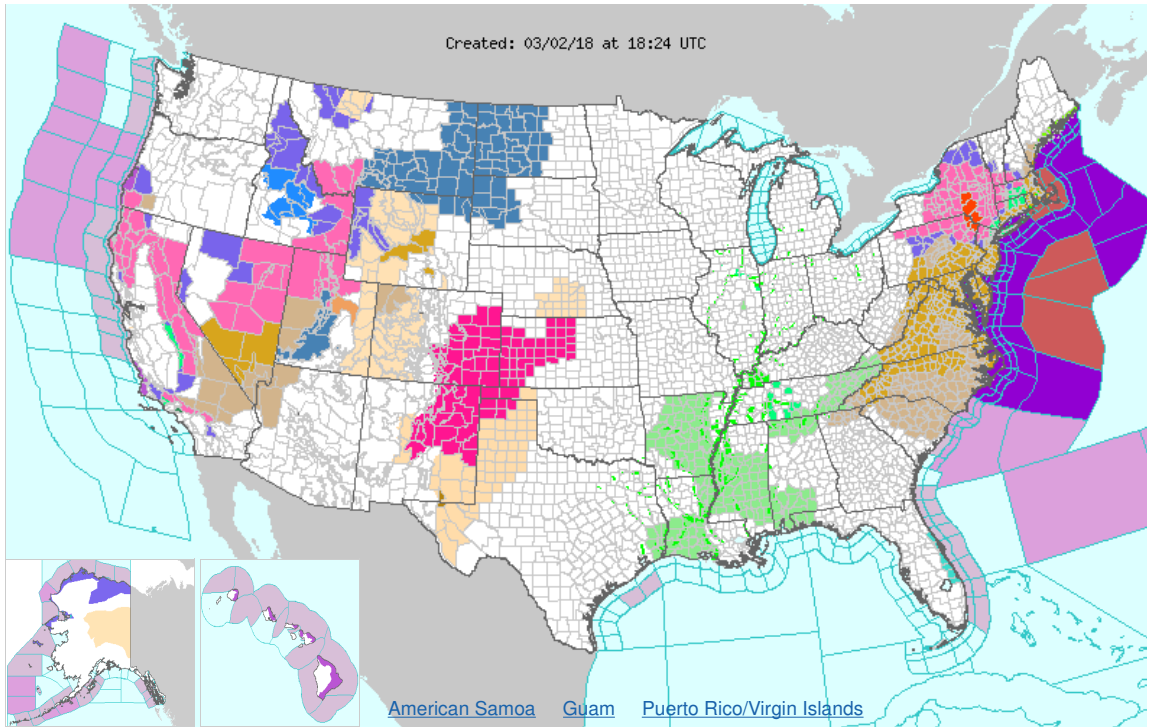 Created: 03/02/18 at 18:24 UTC
American Samoa Guam Puerto Rico/Virgin Islands